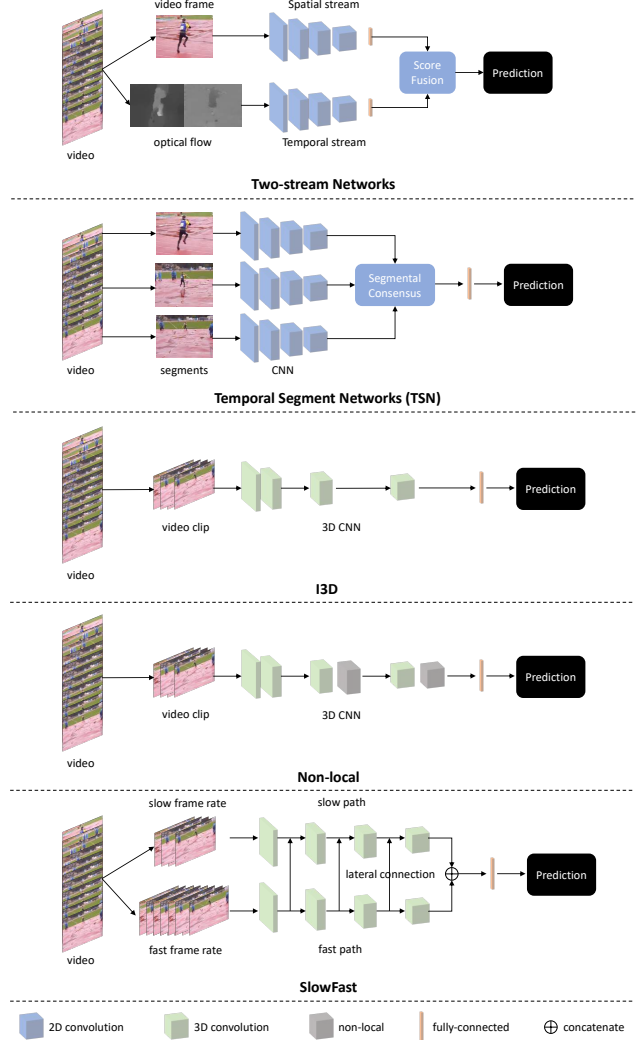 video frame
Spatial stream
Score
Fusion
Prediction
optical flow
Temporal stream
video
Two-stream Networks
Segmental
Consensus
Prediction
video
segments
CNN
Temporal Segment Networks (TSN)
Prediction
video clip
3D CNN
video
I3D
Prediction
video clip
3D CNN
video
Non-local
slow frame rate
slow path
lateral connection
Prediction
fast frame rate
fast path
video
SlowFast
2D convolution
3D convolution
non-local
fully-connected
concatenate